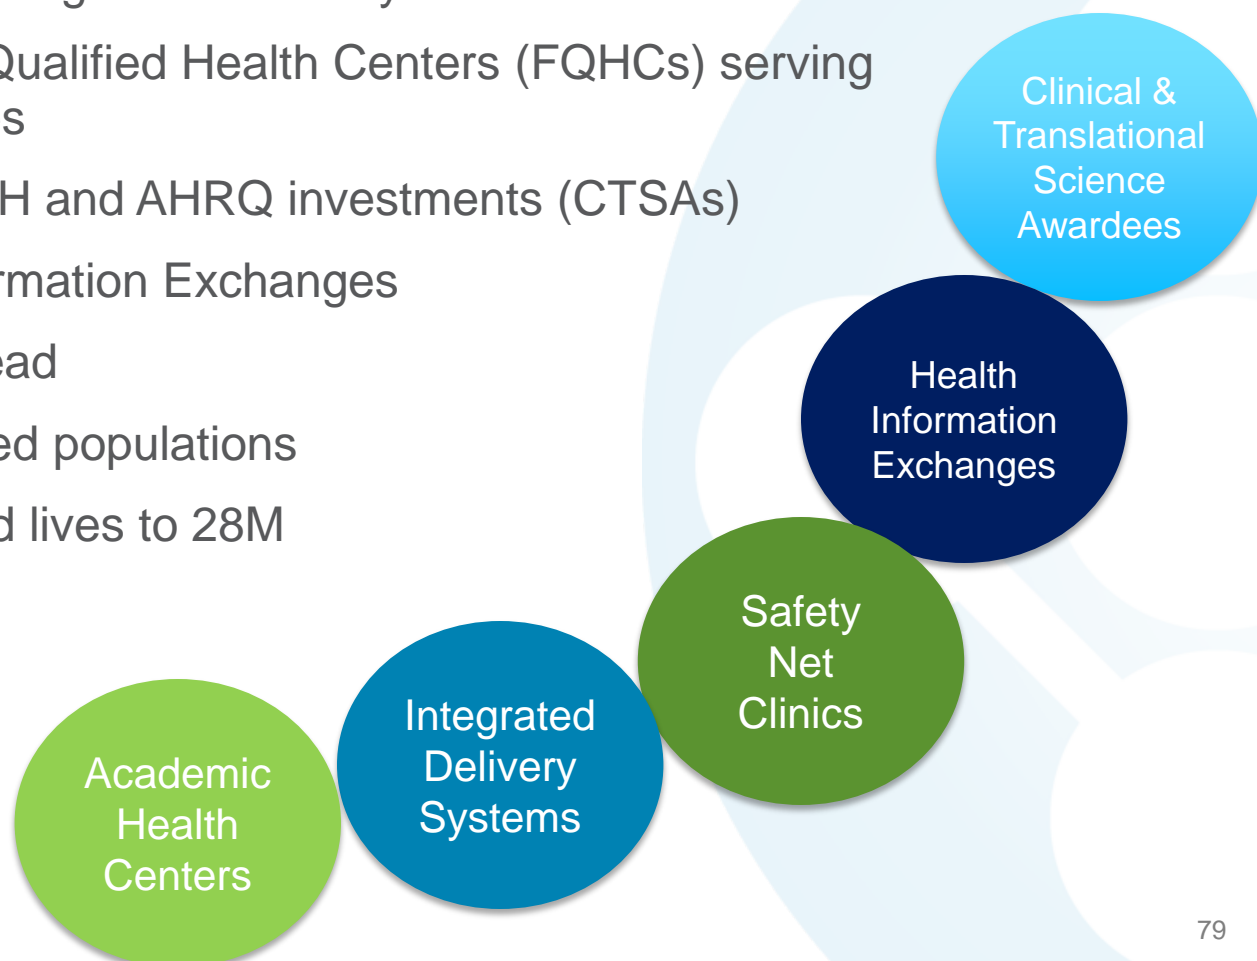 Qualified Health Centers (FQHCs) serving
s
H and AHRQ investments (CTSAs)
rmation Exchanges
ead
ed populations
d lives to 28M
Clinical &
Translational
Science
Awardees
Health
Information
Exchanges
Safety
Net
Clinics
Integrated
Delivery
Systems
Academic
Health
Centers
79